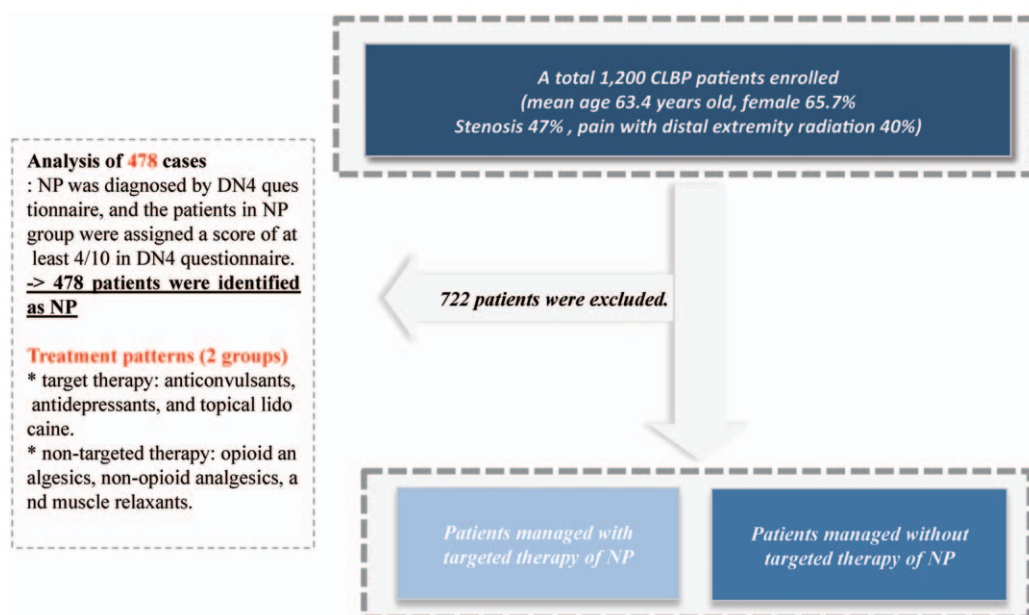 A total 1,200 CLBP patients enrolled
(mean age 63.4 years old, female 65.7%
Stenosis 47% , pain with distal extremity radiation 40%)
Analysis of 478 cases
: NP was diagnosed by DN4 ques
tionnaire, and the patients in NP
group were assigned a score of at
least 4/10 in DN4 questionnaire.
-> 478 patients were identified
as NP
Treatment patterns (2 groups)
* target therapy: anticonvulsants,
antidepressants, and topical lido
caine.
* non-targeted therapy: opioid an
algesics, non-opioid analgesics, a
nd muscle relaxants.
722 patients were excluded.
Patients managed with
targeted therapy of NP
Patients managed without
targeted therapy of NP